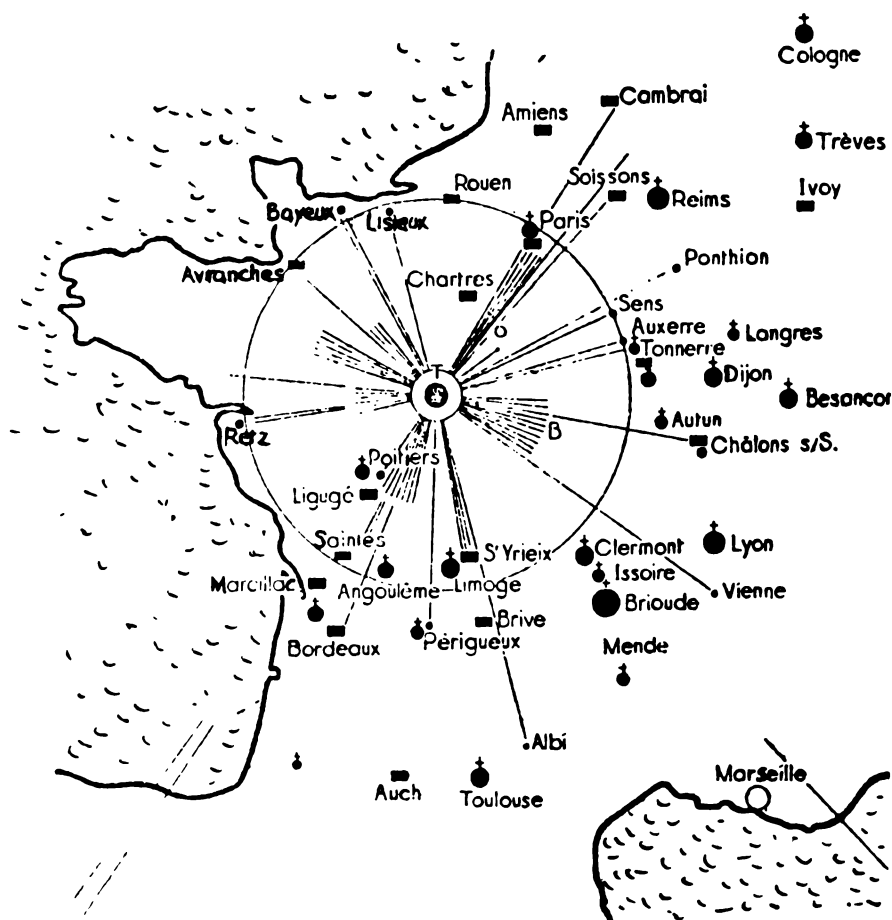 Cologne
Cambrai
Amiens
Trèves
Soissons
Rouen
Reims
Ivoy
Bayeux
Lisieux
Paris
Ponthion
Avranches
Chartres
Sens
O
Auxerre
Langres
Tonnerre
T
Dijon
Besancon
Retz
B
Autun
Châlons s/S.
Poitiers
Ligugé
Saintes
St Yrieix
Clermont
Lyon
Marcillac
Angoulême
Limoge
Issoire
Vienne
Brioude
Bordeaux
Périgueux
Brive
Mende
Albi
Marseille
Auch
Toulouse